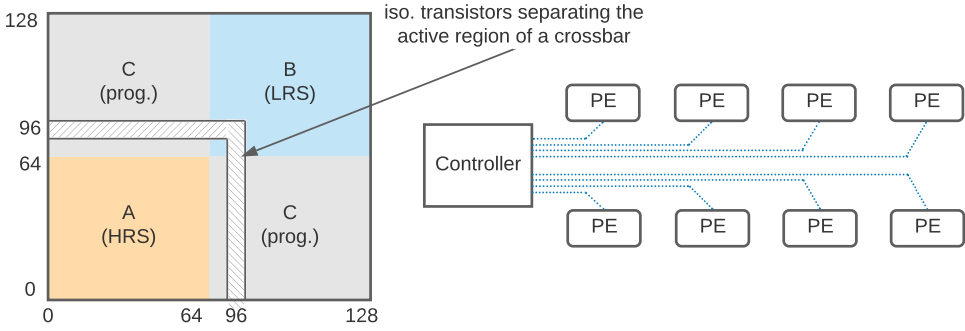 iso. transistors separating the
active region of a crossbar
128
C
(prog.)
B
(LRS)
96
64
A
(HRS)
C
(prog.)
0
0
64
96
128
PE
PE
PE
PE
Controller
PE
PE
PE
PE